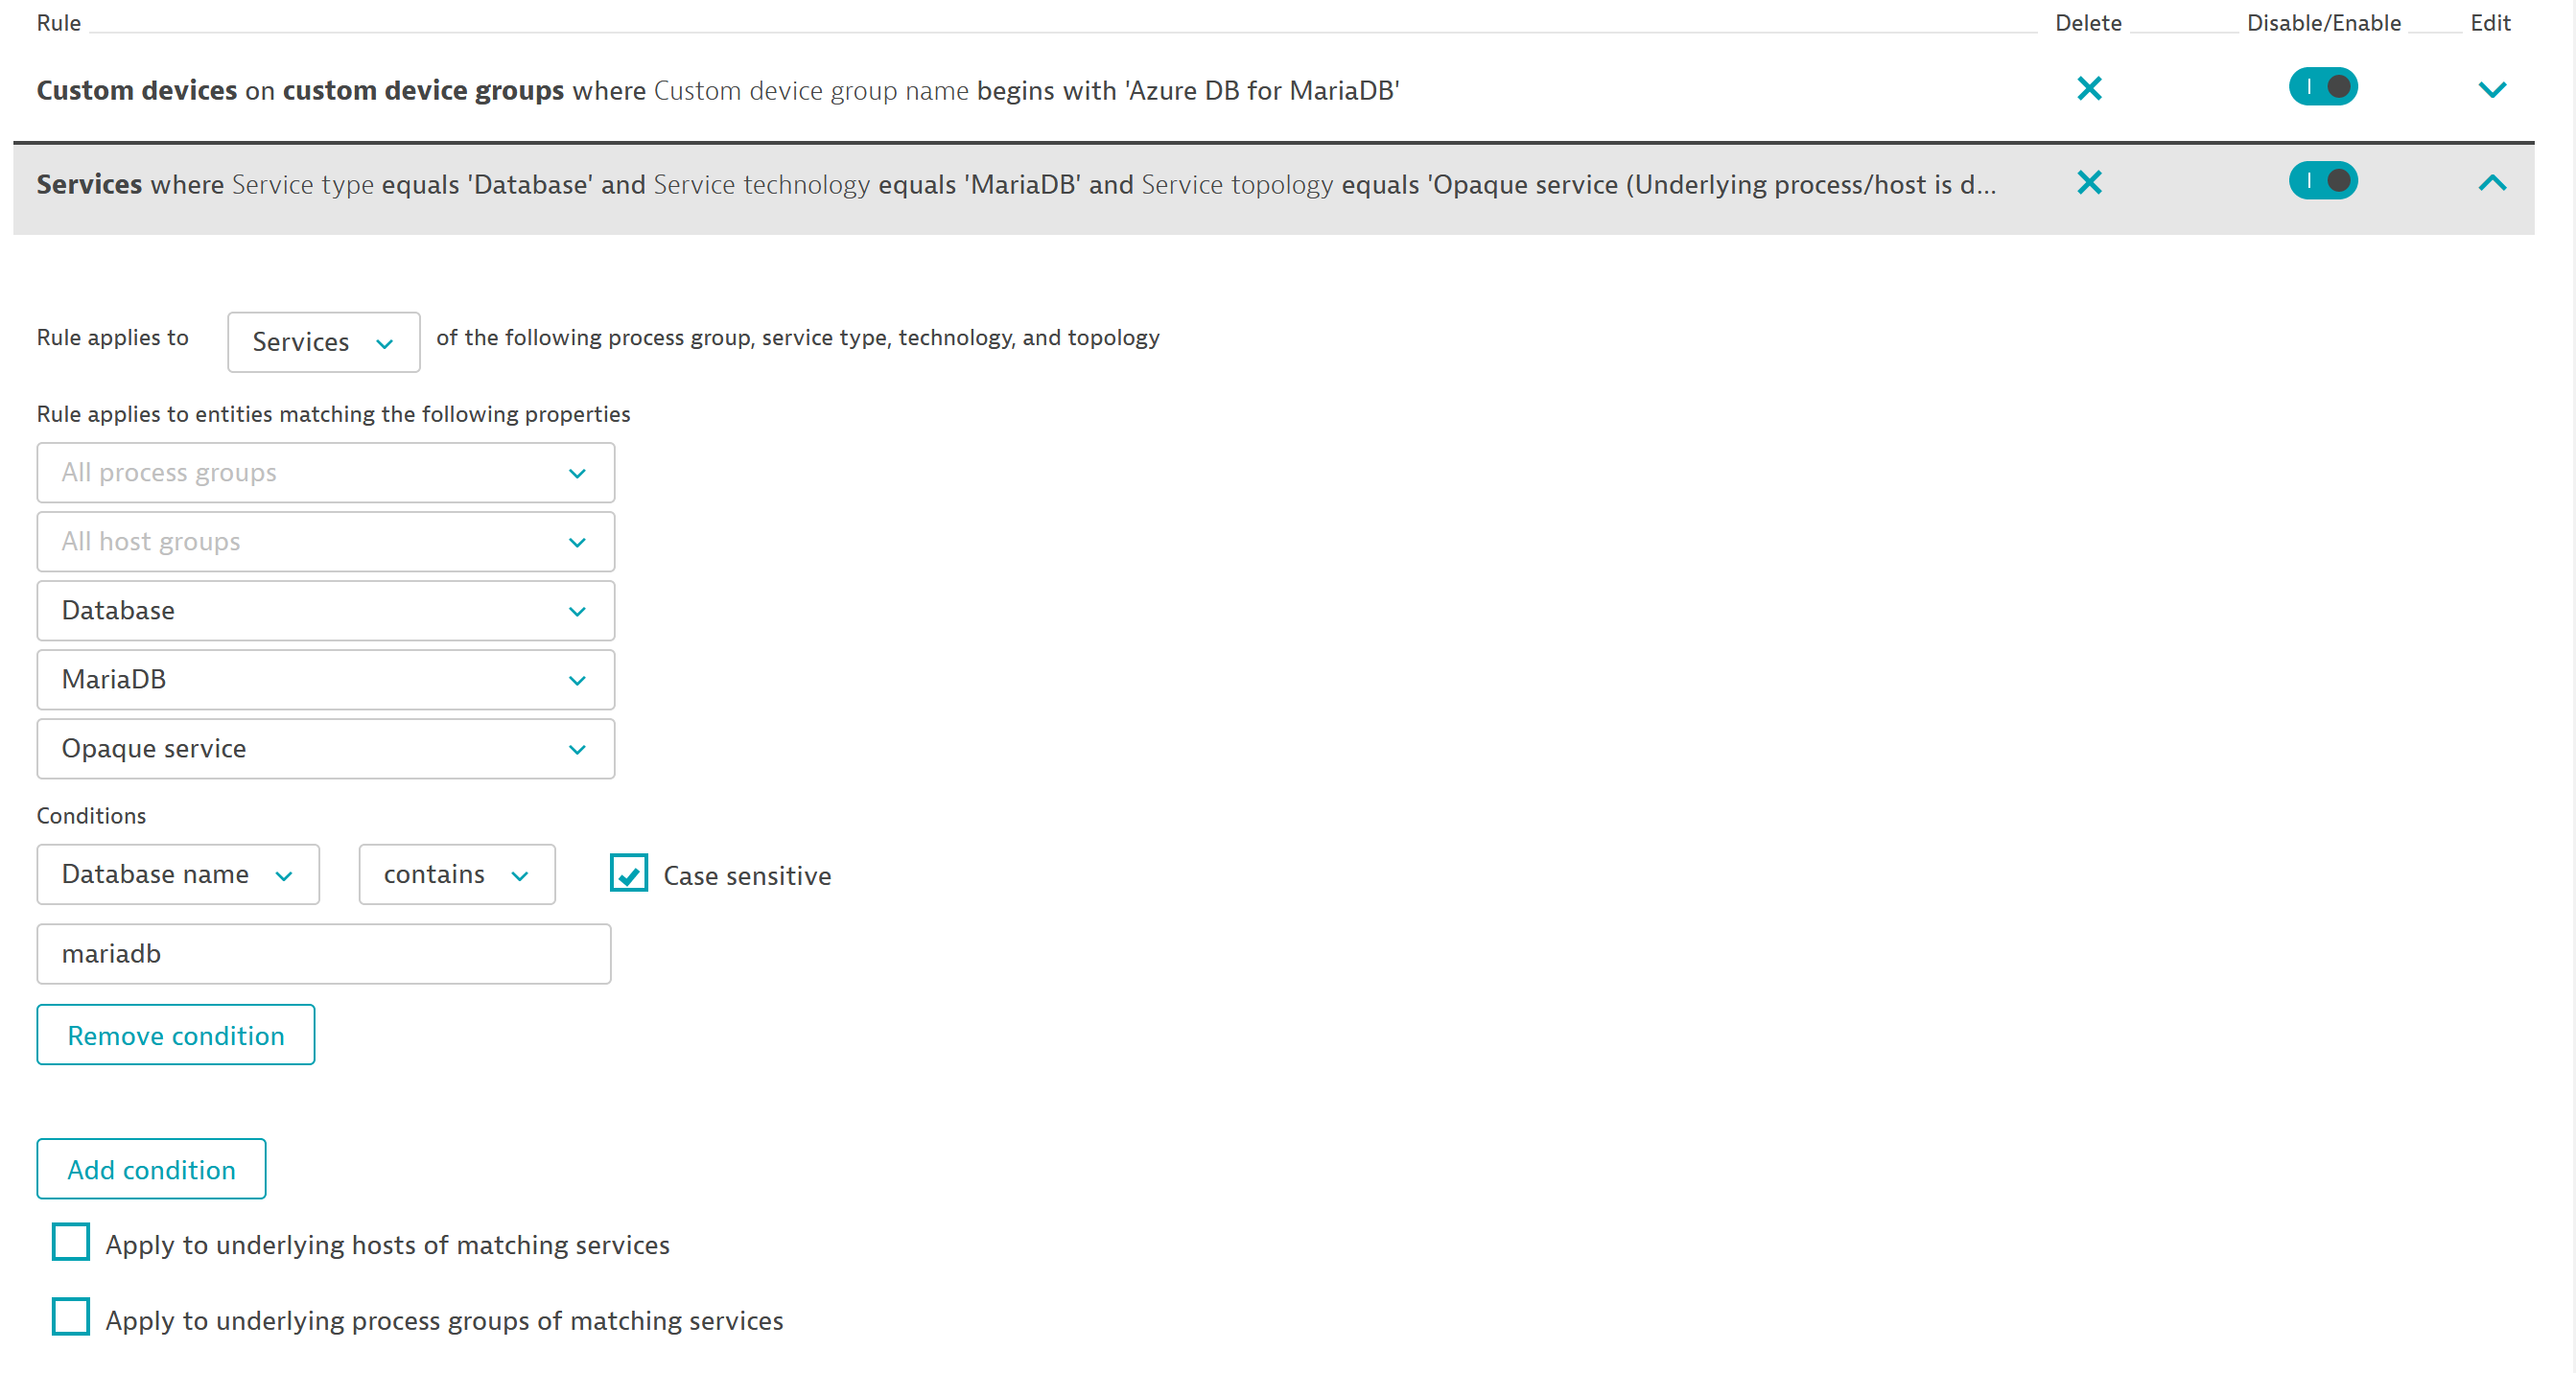 Rule Delete Disable/Enable Edit
Custom devices on custom device groups where Custom device group name begins with 'Azure DB for MariaDB'
Services where Service type equals 'Database' and Service technology equals 'MariaDB' and Service topology equals 'Opaque service (Underlying process/host is d...
Rule applies to Services of the following process group, service type, technology, and topology
Rule applies to entities matching the following properties
All process groups
All host groups
Database
MariaDB
Opaque service
Conditions
Database name contains Case sensitive
mariadb
Remove condition
Add condition
Apply to underlying hosts of matching services
Apply to underlying process groups of matching services